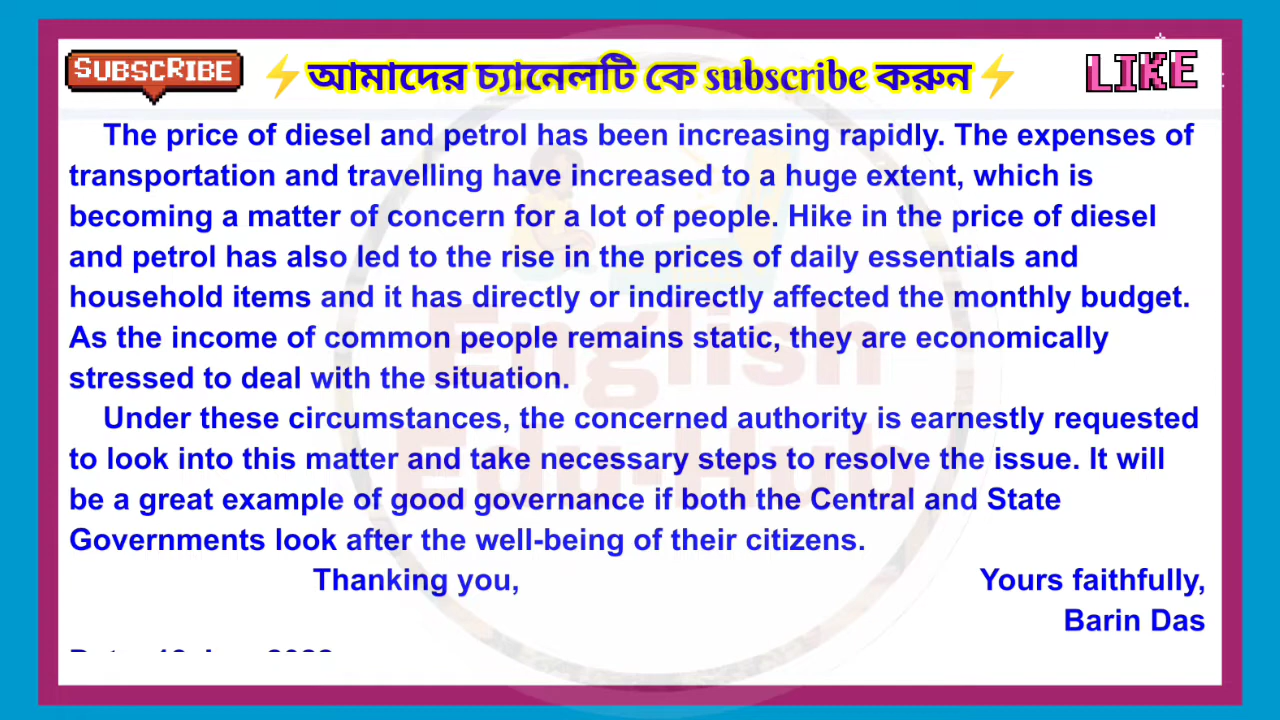 SUBSCRIBE
⚡আমাদের চ্যানেলটি কে subscribe করুন⚡
LIKE
The price of diesel and petrol has been increasing rapidly. The expenses of
transportation and travelling have increased to a huge extent, which is
becoming a matter of concern for a lot of people. Hike in the price of diesel
and petrol has also led to the rise in the prices of daily essentials and
household items and it has directly or indirectly affected the monthly budget.
As the income of common people remains static, they are economically
stressed to deal with the situation.
Under these circumstances, the concerned authority is earnestly requested
to look into this matter and take necessary steps to resolve the issue. It will
be a great example of good governance if both the Central and State
Governments look after the well-being of their citizens.
Thanking you, Yours faithfully,
Barin Das
English
Edu-Hub